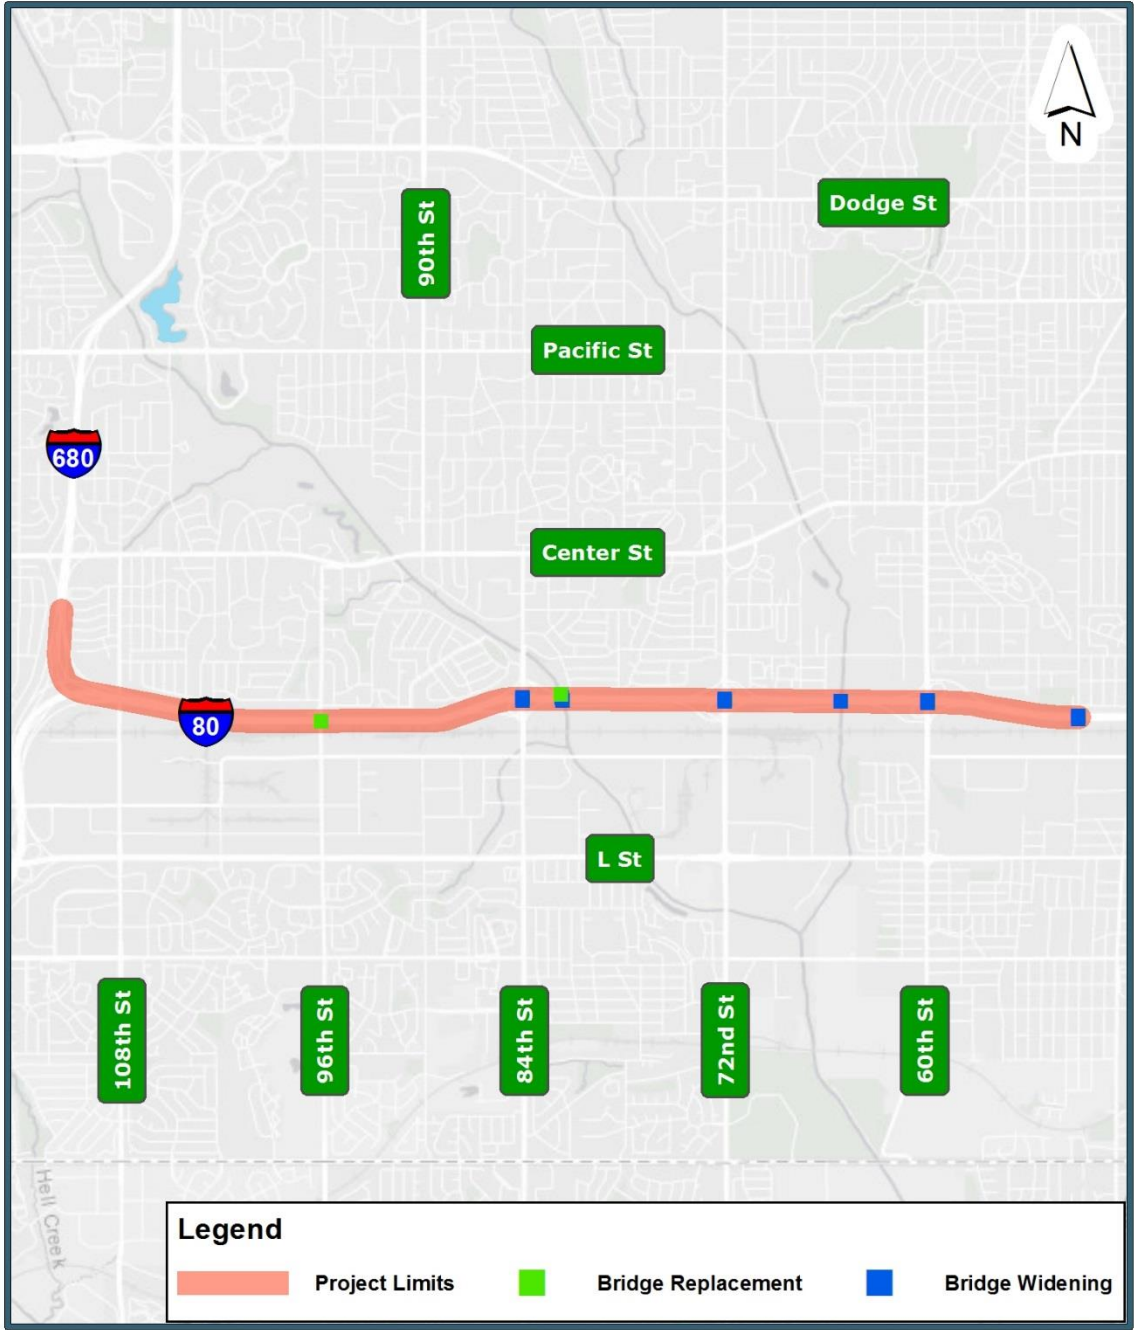 N
Dodge St
90th St
Pacific St
680
Center St
80
L St
108th St
96th St
84th St
72nd St
60th St
Hell Creek
Legend
Project Limits
Bridge Replacement
Bridge Widening